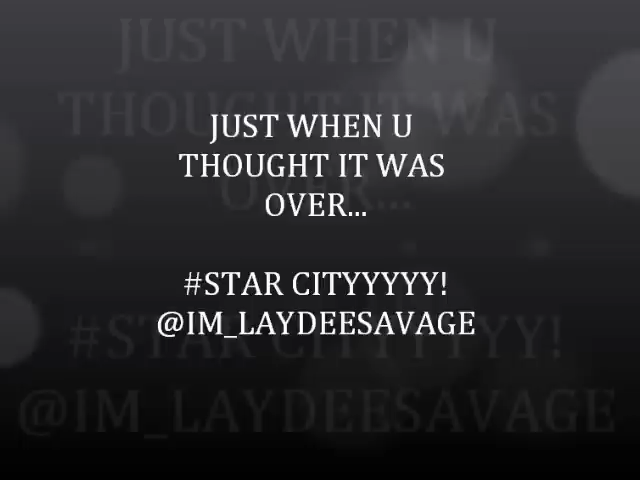 JUST WHEN U
THOUGHT IT WAS
OVER...
#STAR CITYYYYY!
@IM_LAYDEESAVAGE